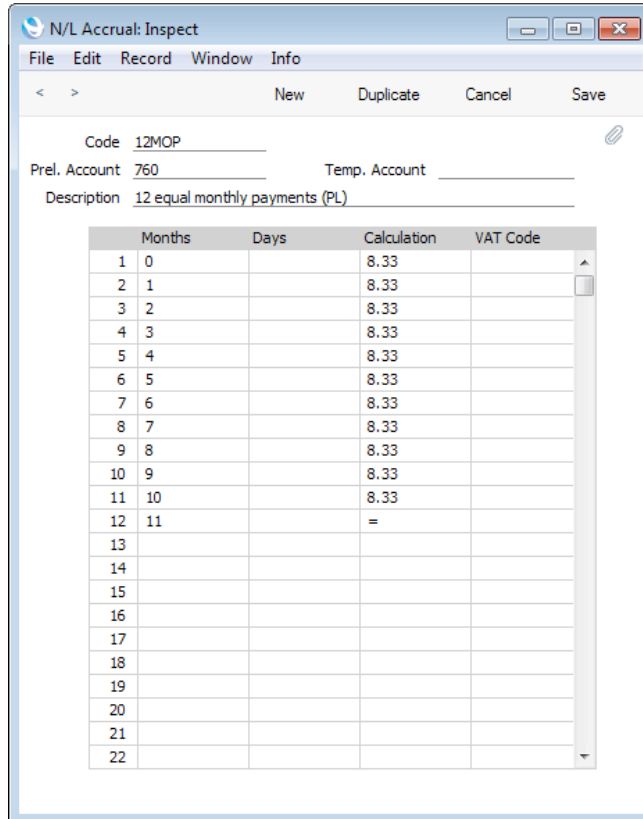 N/L Accrual: Inspect
File Edit Record Window Info
< > New Duplicate Cancel Save
Code 12MOP
Prel. Account 760 Temp. Account
Description 12 equal monthly payments (PL)
Months Days Calculation VAT Code
1 0 8.33
2 1 8.33
3 2 8.33
4 3 8.33
5 4 8.33
6 5 8.33
7 6 8.33
8 7 8.33
9 8 8.33
10 9 8.33
11 10 8.33
12 11 =
13
14
15
16
17
18
19
20
21
22